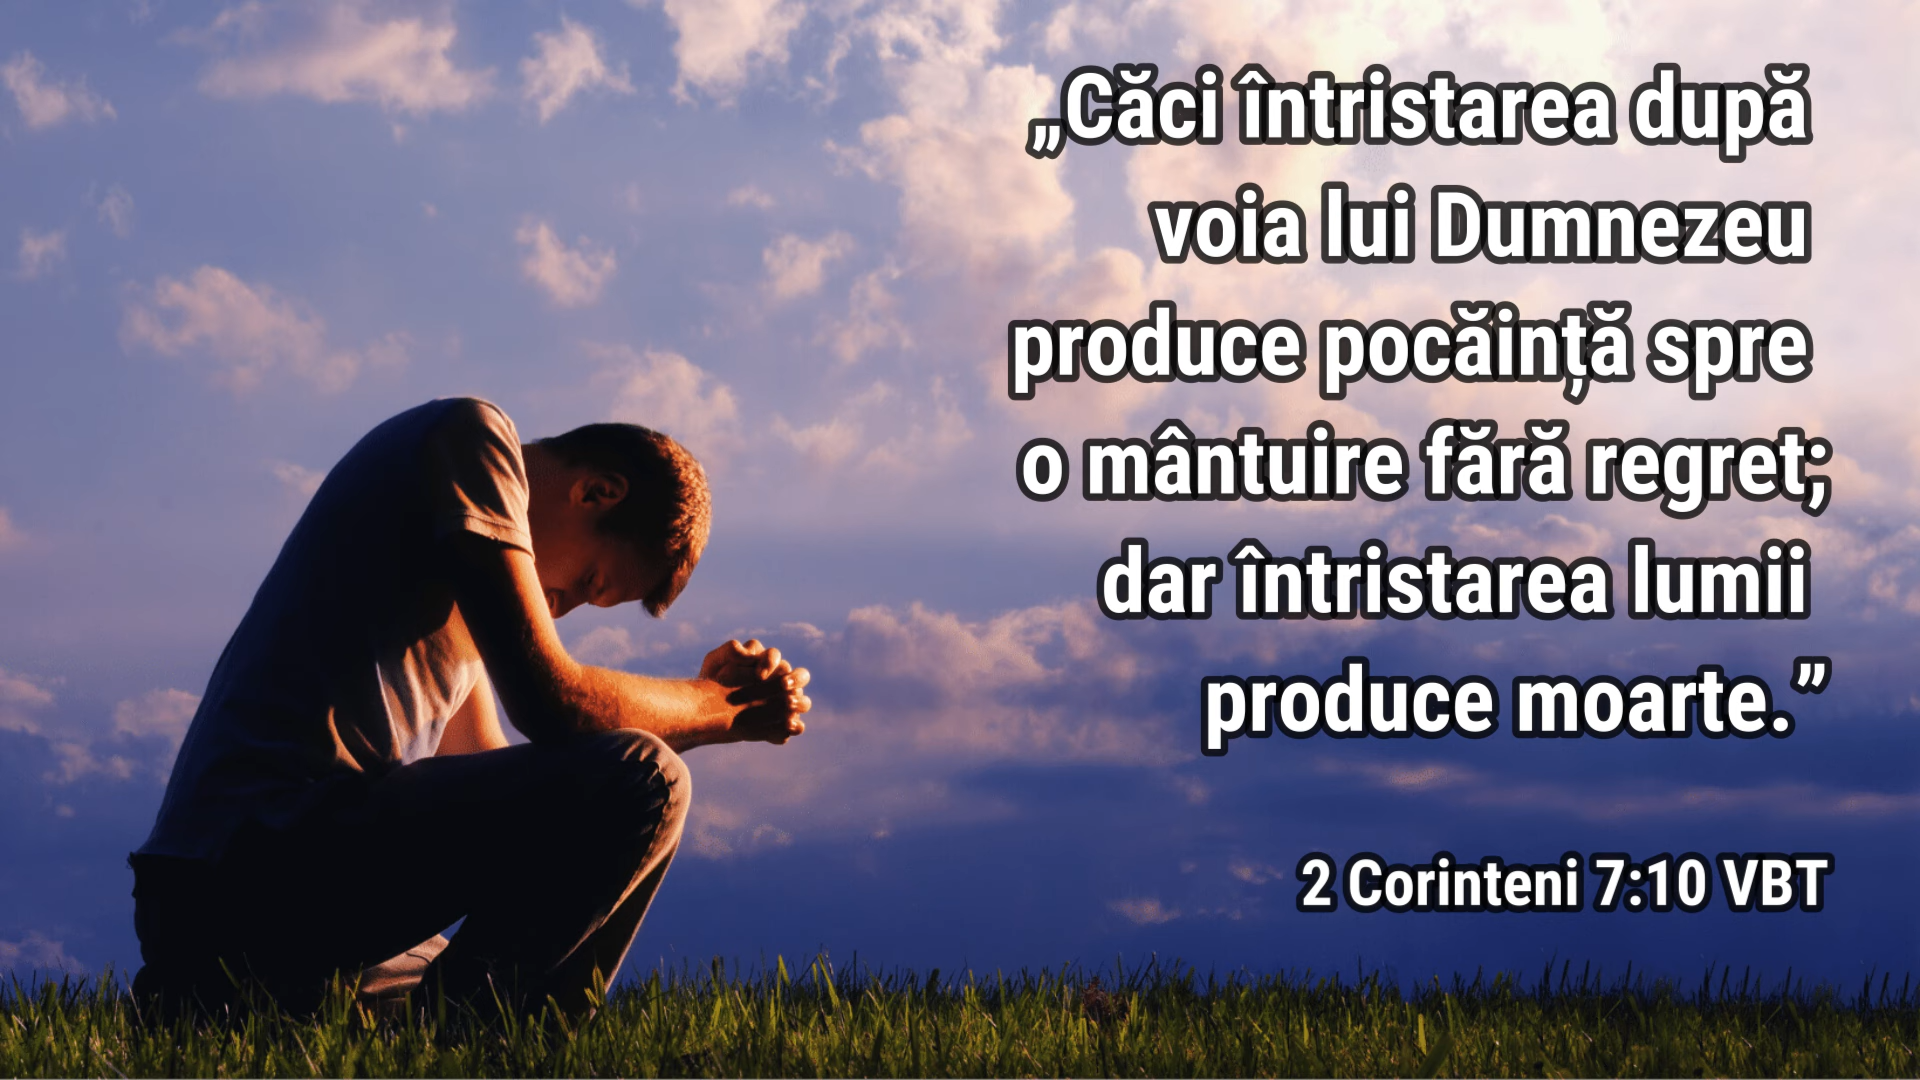 „Căci întristarea după
voia lui Dumnezeu
produce pocăință spre
o mântuire fără regret;
dar întristarea lumii
produce moarte.”
2 Corinteni 7:10 VBT